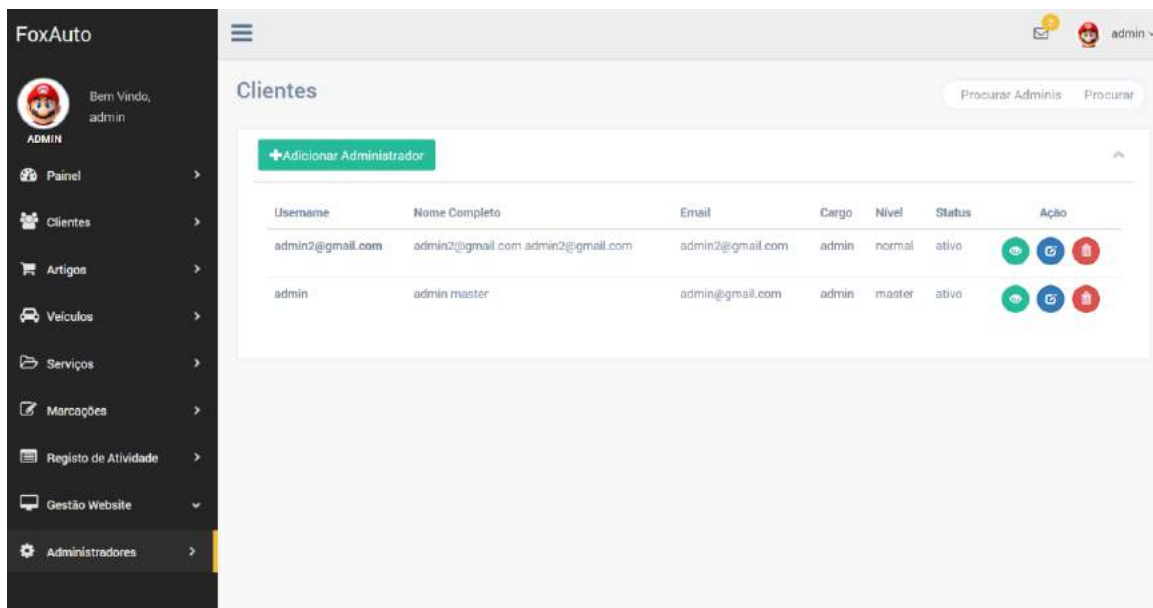 FoxAuto
2
admin
Bem Vindo,
admin
ADMIN
Painel
Clientes
Artigos
Veículos
Serviços
Marcações
Registo de Atividade
Gestão Website
Administradores
Clientes
Procurar Adminis Procurar
+Adicionar Administrador
Username Nome Completo Email Cargo Nível Status Ação
admin2@gmail.com admin2@gmail.com admin2@gmail.com admin2@gmail.com admin normal ativo
admin admin master admin@gmail.com admin master ativo